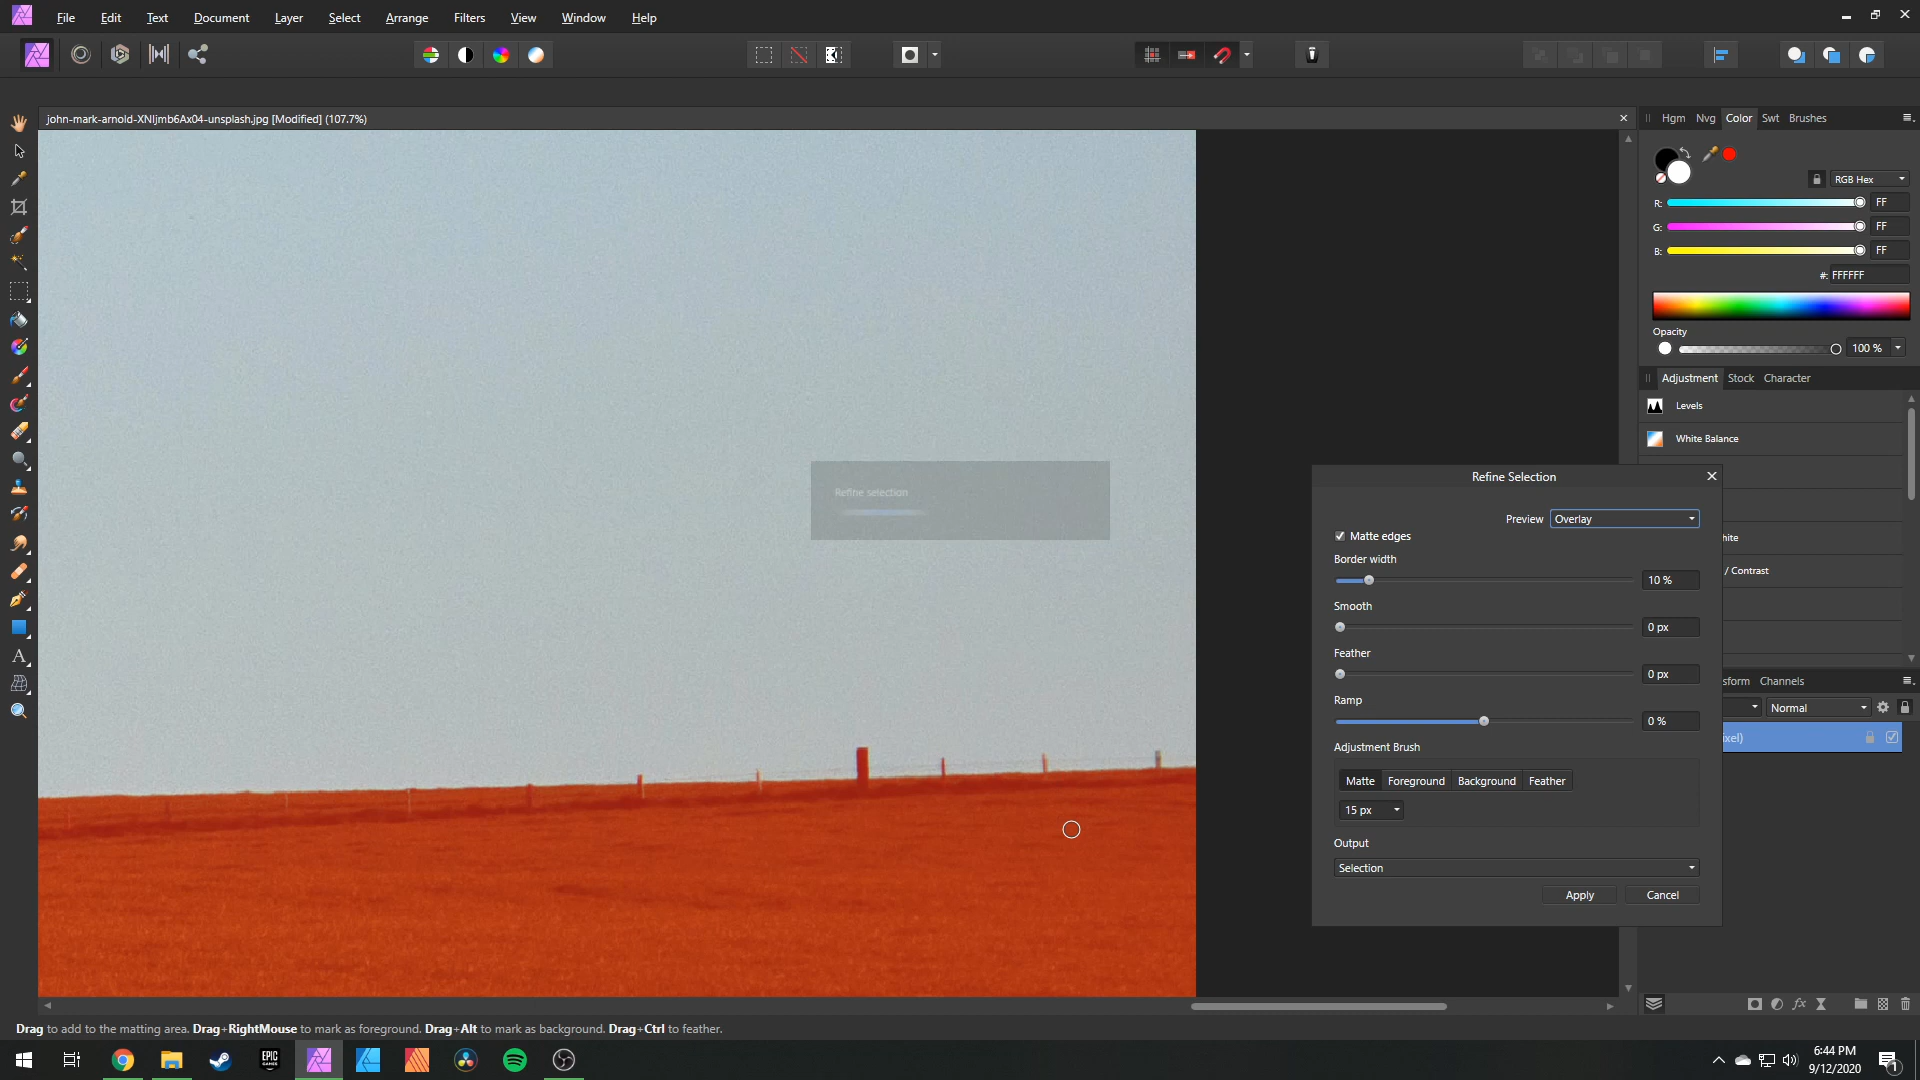 File Edit Text Document Layer Select Arrange Filters View Window Help
john-mark-arnold-XNIjmb6Ax04-unsplash.jpg [Modified] (107.7%)
Hgm Nvg Color Swt Brushes
RGB Hex
R: FF
G: FF
B: FF
#: FFFFFF
Opacity
100 %
Adjustment Stock Character
Levels
White Balance
hite
/ Contrast
Refine selection
Refine Selection
Preview Overlay
Matte edges
Border width
10 %
Smooth
0 px
Feather
0 px
Ramp
0 %
Adjustment Brush
Matte Foreground Background Feather
15 px
Output
Selection
Apply Cancel
sform Channels
Normal
ixel)
Drag to add to the matting area. Drag+RightMouse to mark as foreground. Drag+Alt to mark as background. Drag+Ctrl to feather.
EPIC GAMES
6:44 PM
9/12/2020
1